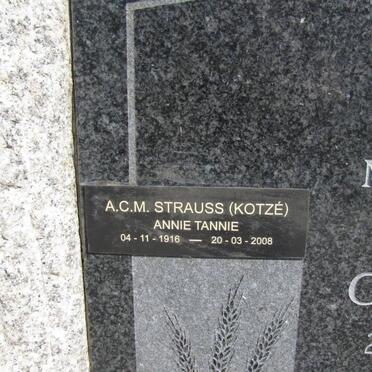 A.C.M. STRAUSS (KOTZÉ)
ANNIE TANNIE
04 - 11 - 1916 — 20 - 03 - 2008